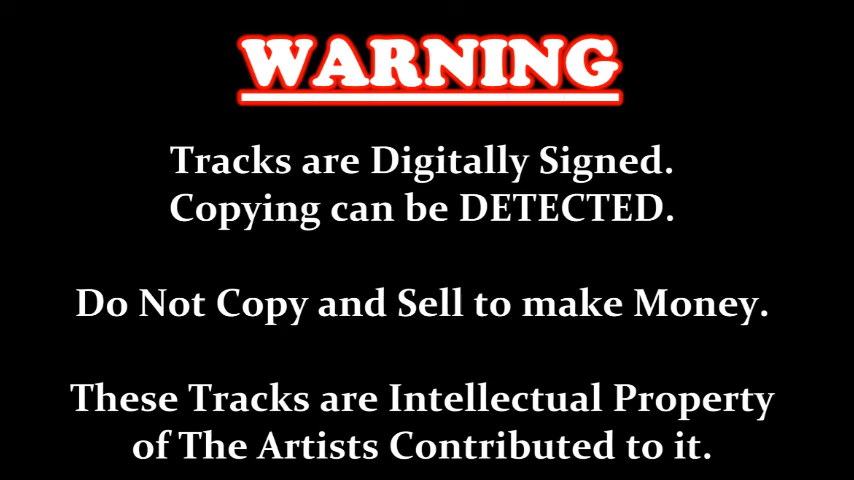 WARNING
Tracks are Digitally Signed.
Copying can be DETECTED.
Do Not Copy and Sell to make Money.
These Tracks are Intellectual Property
of The Artists Contributed to it.